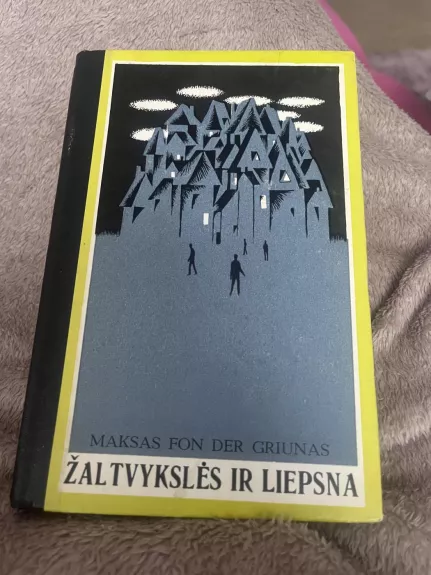 MAKSAS FON DER GRIUNAS
ŽALTVYKSLĖS IR LIEPSNA